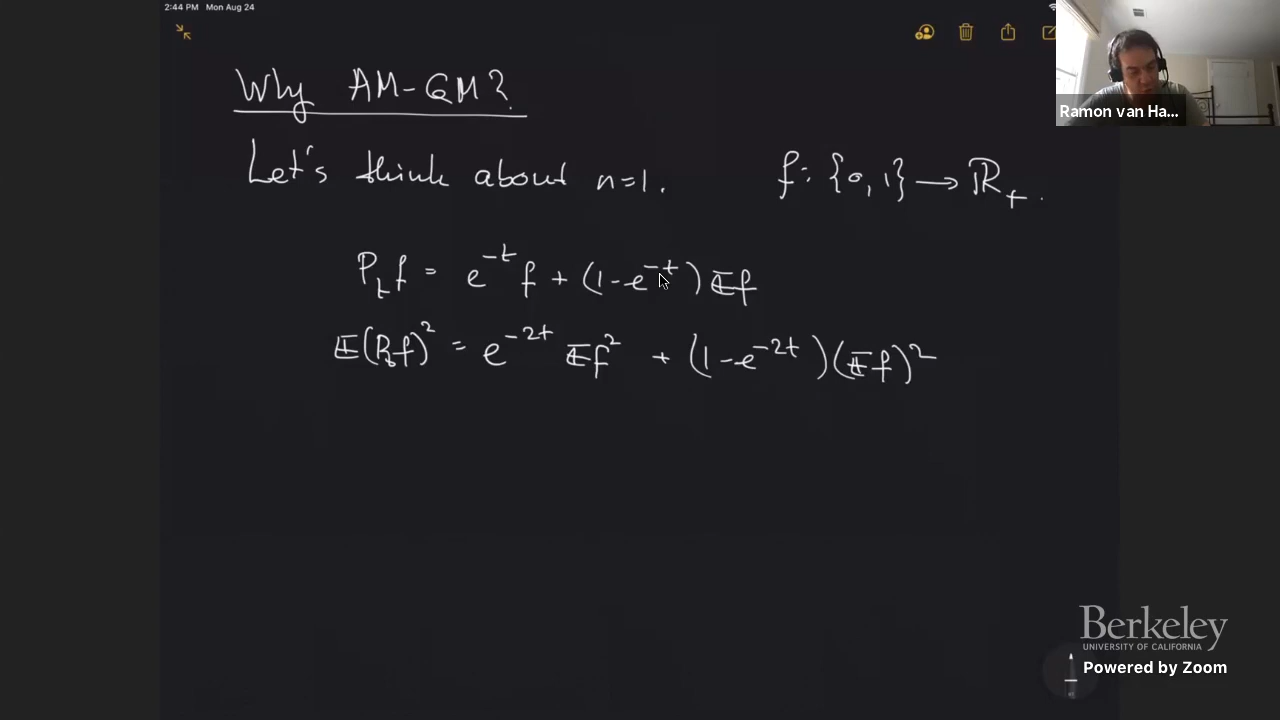 2:44 PM Mon Aug 24
Why AM-GM?
Let's think about n=1. f: {0,1} → ℝ₊.
P_t f = e^{-t} f + (1-e^{-t}) 𝔼f
𝔼(P_t f)² = e^{-2t} 𝔼f² + (1-e^{-2t})(𝔼f)²
Ramon van Ha...
Berkeley
UNIVERSITY OF CALIFORNIA
Powered by Zoom